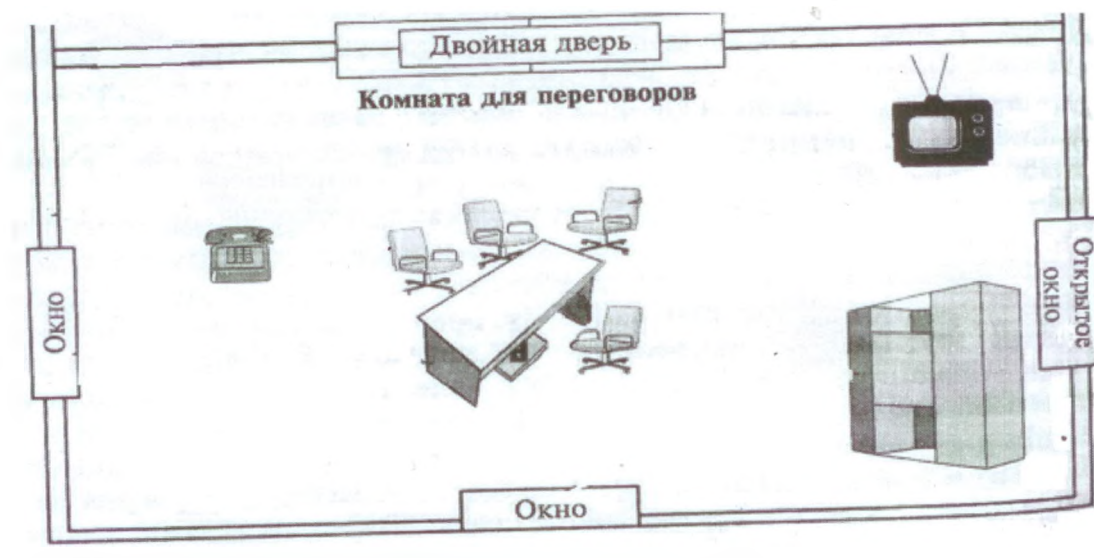 Двойная дверь
Комната для переговоров
Окно
Открытое
окно
Окно